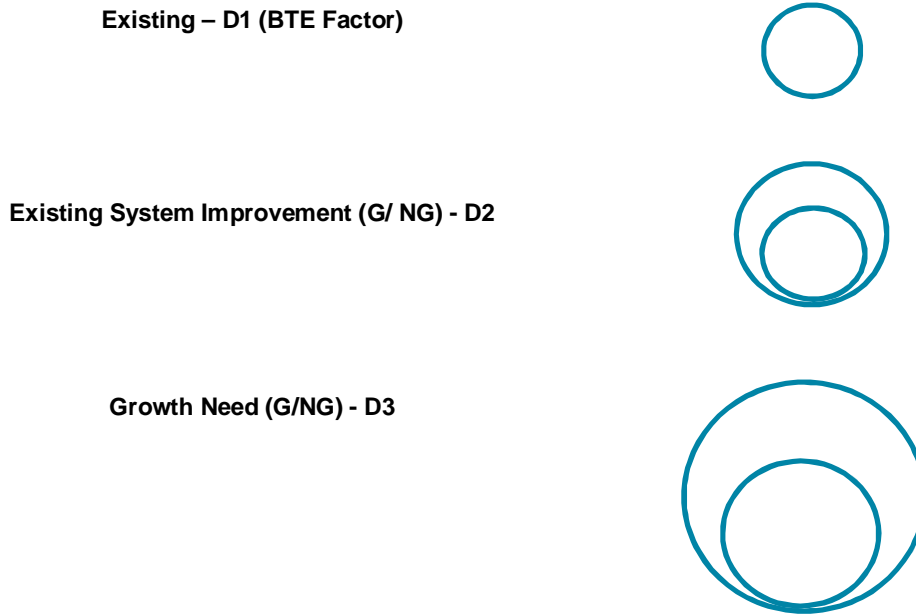 Existing – D1 (BTE Factor)
Existing System Improvement (G/ NG) - D2
Growth Need (G/NG) - D3